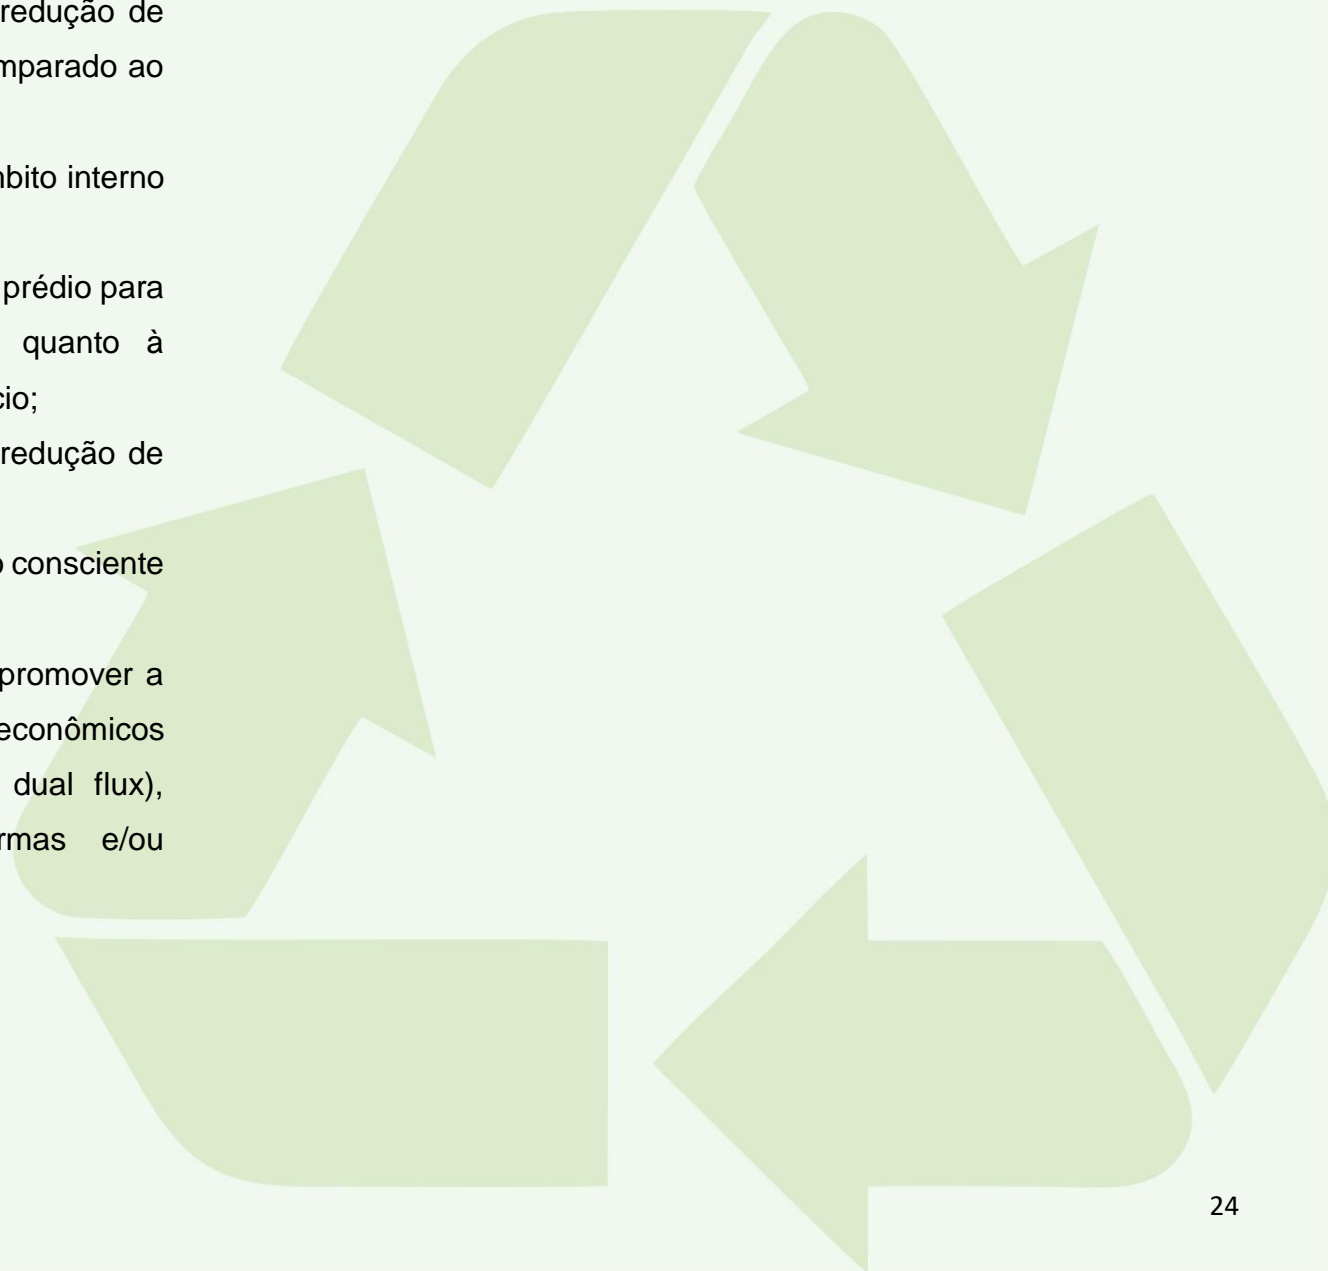 redução de
mparado ao
bito interno
prédio para
quanto à
cio;
redução de
o consciente
promover a
econômicos
dual flux),
rmas e/ou
24